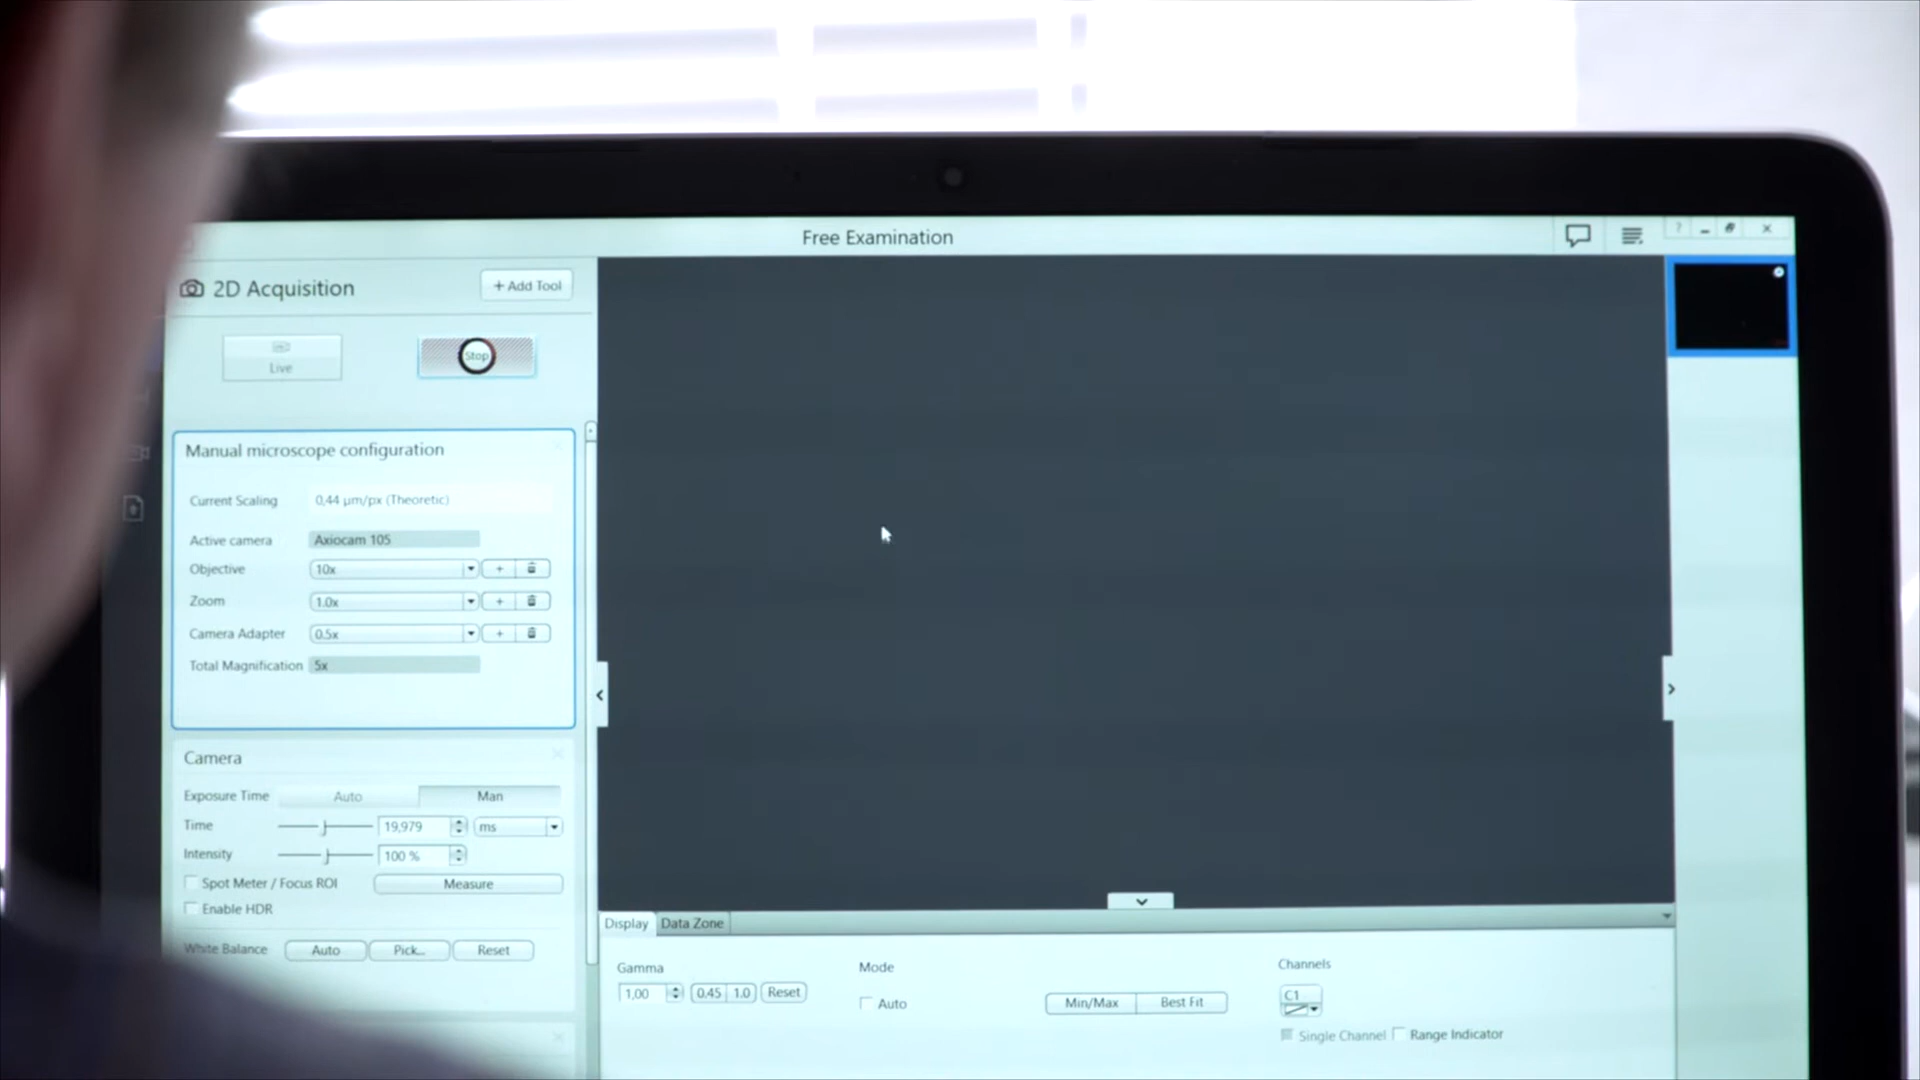 Free Examination
?
2D Acquisition
+ Add Tool
Live
Stop
Manual microscope configuration
Current Scaling 0,44 µm/px (Theoretic)
Active camera Axiocam 105
Objective 10x +
Zoom 1.0x +
Camera Adapter 0.5x +
Total Magnification 5x
Camera
Exposure Time Auto Man
Time 19,979 ms
Intensity 100 %
Spot Meter / Focus ROI Measure
Enable HDR
White Balance Auto Pick... Reset
Display Data Zone
Gamma
1,00 0.45 1.0 Reset
Mode
Auto
Min/Max Best Fit
Channels
C1
Single Channel Range Indicator